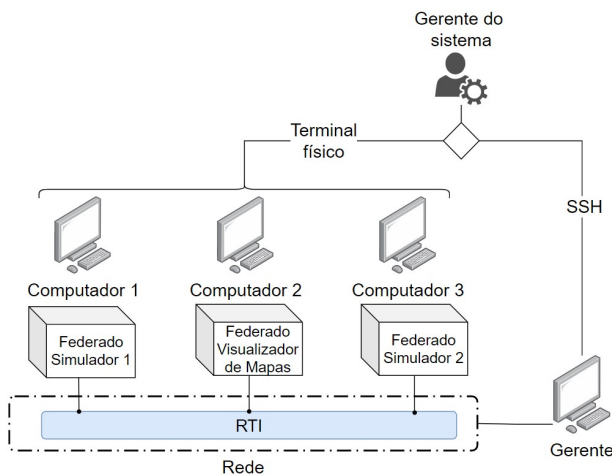 Gerente do
sistema
Terminal
físico
SSH
Computador 1
Computador 2
Computador 3
Federado
Simulador 1
Federado
Visualizador
de Mapas
Federado
Simulador 2
RTI
Gerente
Rede